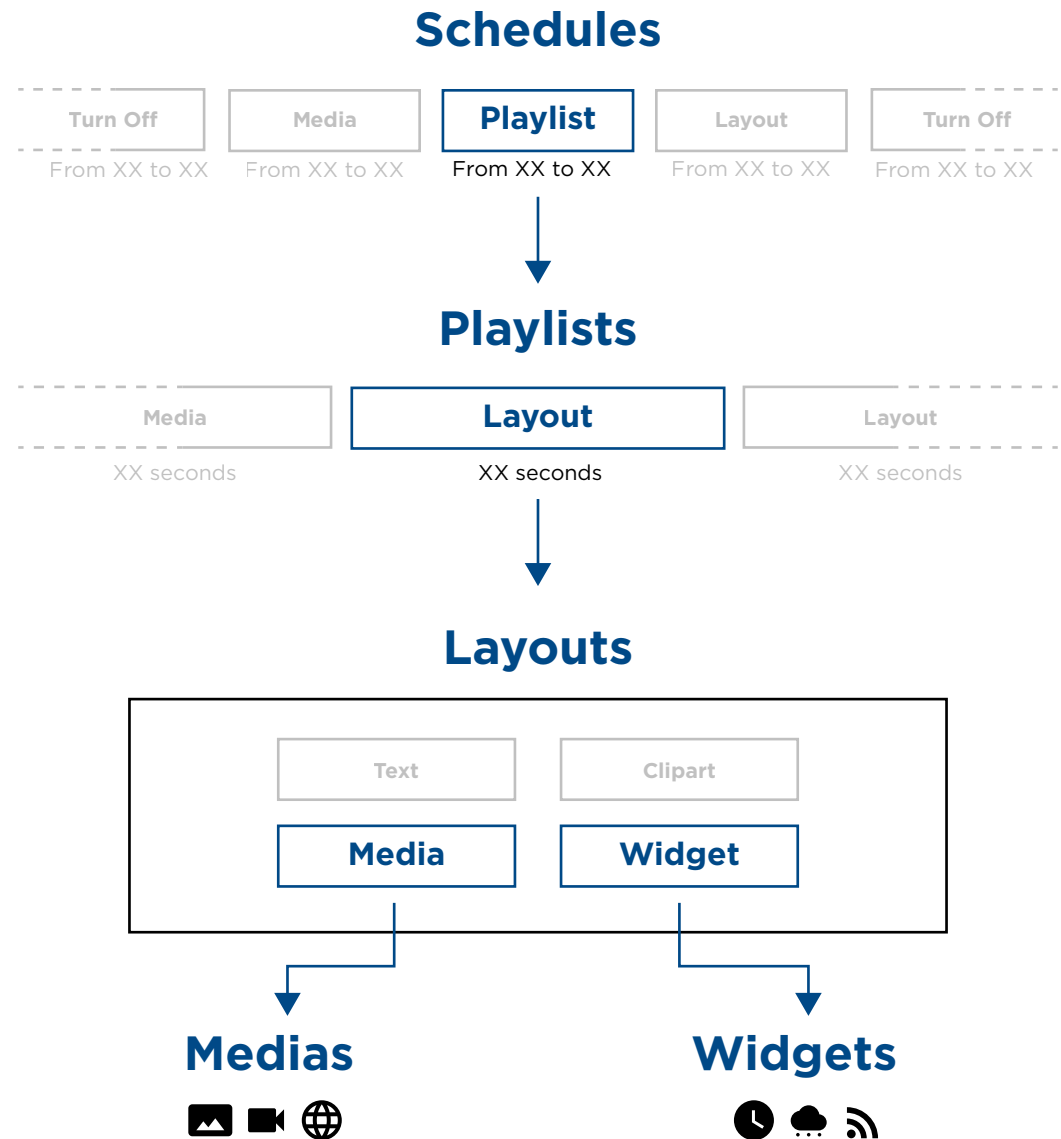 Schedules
Turn Off Media Playlist Layout Turn Off
From XX to XX From XX to XX From XX to XX From XX to XX From XX to XX
Playlists
Media Layout Layout
XX seconds XX seconds XX seconds
Layouts
Text Clipart
Media Widget
Medias Widgets